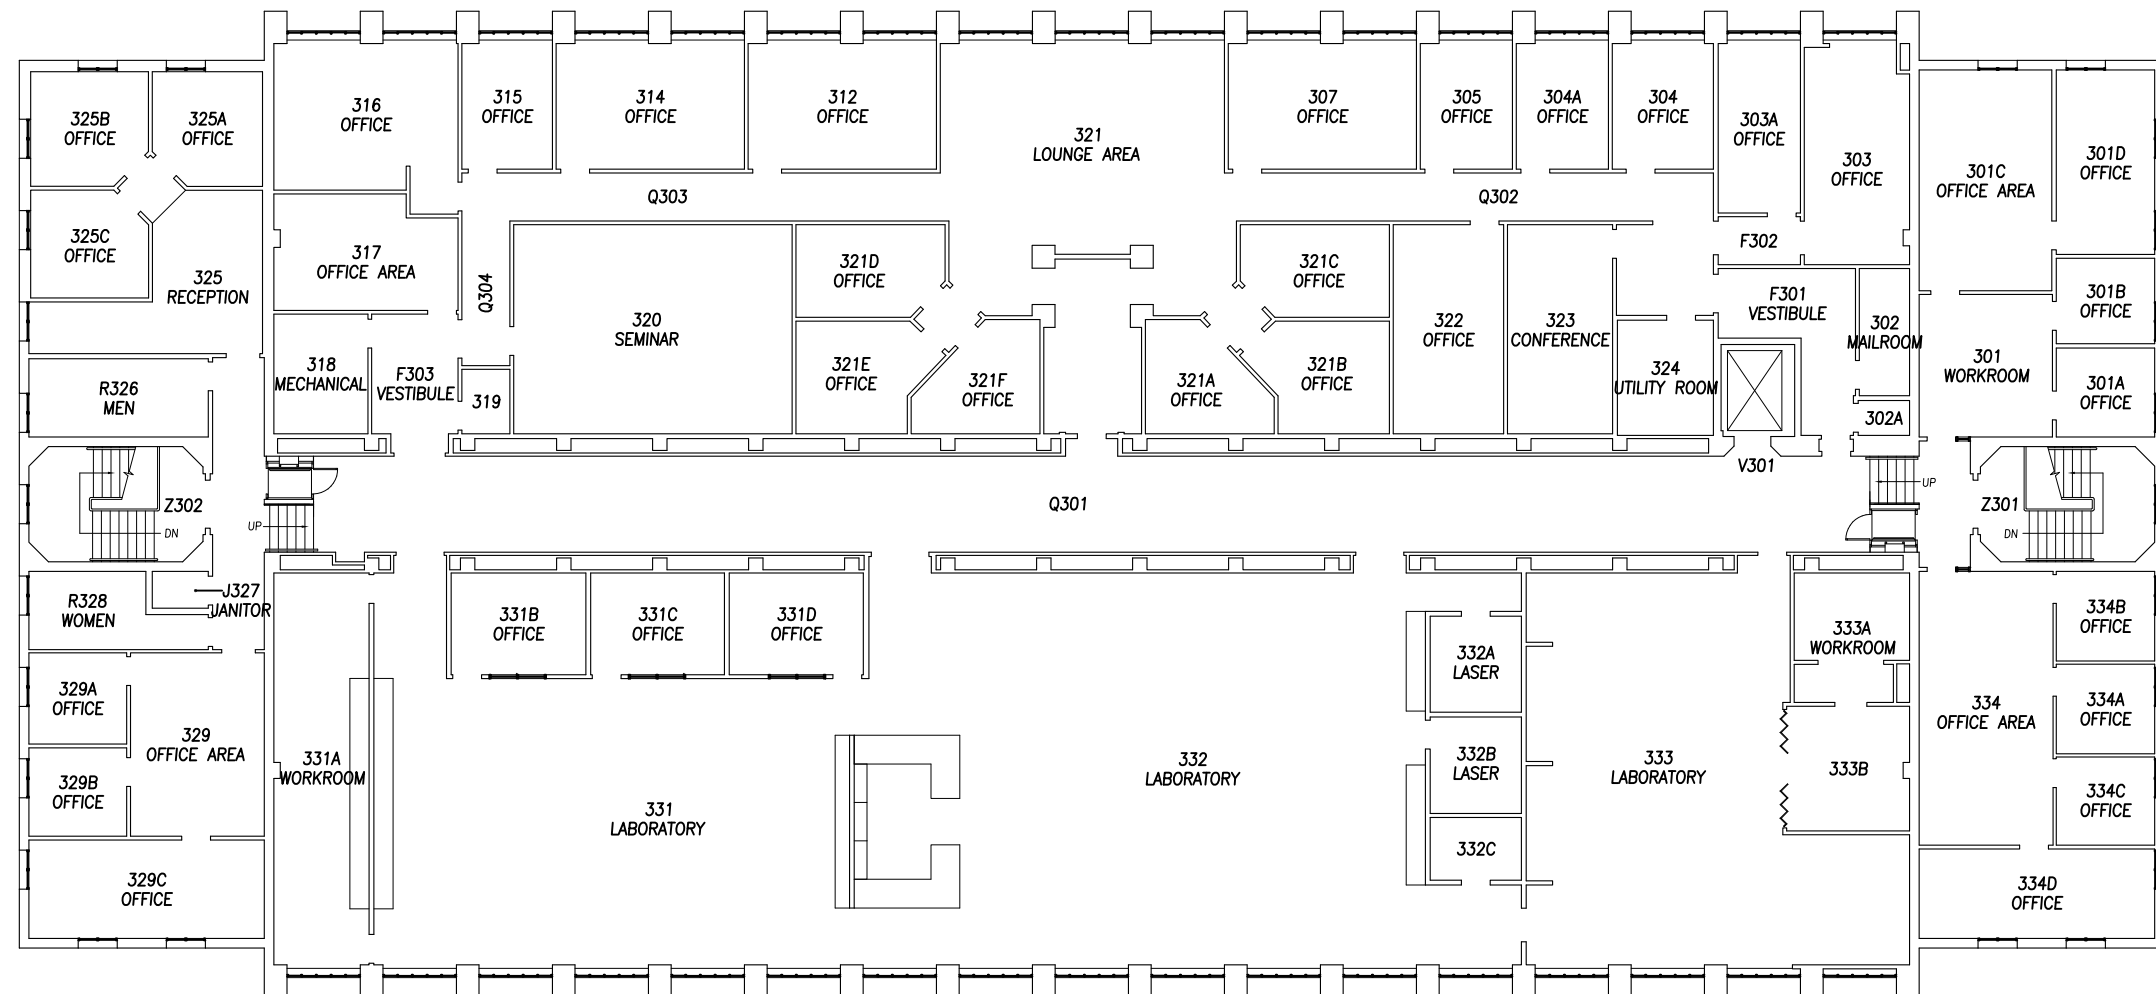 325B
OFFICE
325A
OFFICE
316
OFFICE
315
OFFICE
314
OFFICE
312
OFFICE
321
LOUNGE AREA
307
OFFICE
305
OFFICE
304A
OFFICE
304
OFFICE
303A
OFFICE
303
OFFICE
301C
OFFICE AREA
301D
OFFICE
Q303
Q302
325C
OFFICE
317
OFFICE AREA
F302
325
RECEPTION
Q304
321D
OFFICE
321C
OFFICE
F301
VESTIBULE
301B
OFFICE
320
SEMINAR
322
OFFICE
323
CONFERENCE
302
MAILROOM
318
MECHANICAL
F303
VESTIBULE
321E
OFFICE
321F
OFFICE
321A
OFFICE
321B
OFFICE
324
UTILITY ROOM
301
WORKROOM
301A
OFFICE
R326
MEN
319
302A
V301
Z302
DN
UP
Q301
UP
Z301
DN
R328
WOMEN
J327
JANITOR
331B
OFFICE
331C
OFFICE
331D
OFFICE
332A
LASER
333A
WORKROOM
334B
OFFICE
329A
OFFICE
329
OFFICE AREA
334
OFFICE AREA
334A
OFFICE
329B
OFFICE
331A
WORKROOM
332
LABORATORY
332B
LASER
333
LABORATORY
333B
334C
OFFICE
331
LABORATORY
332C
329C
OFFICE
334D
OFFICE